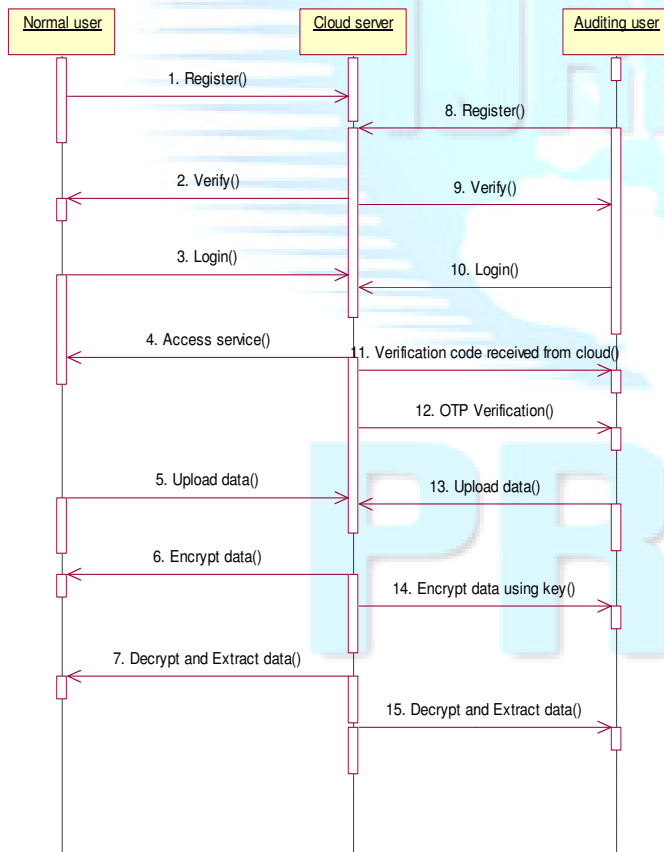 Normal user
Cloud server
Auditing user
1. Register()
8. Register()
2. Verify()
9. Verify()
3. Login()
10. Login()
4. Access service()
11. Verification code received from cloud()
12. OTP Verification()
5. Upload data()
13. Upload data()
6. Encrypt data()
14. Encrypt data using key()
7. Decrypt and Extract data()
15. Decrypt and Extract data()
PR